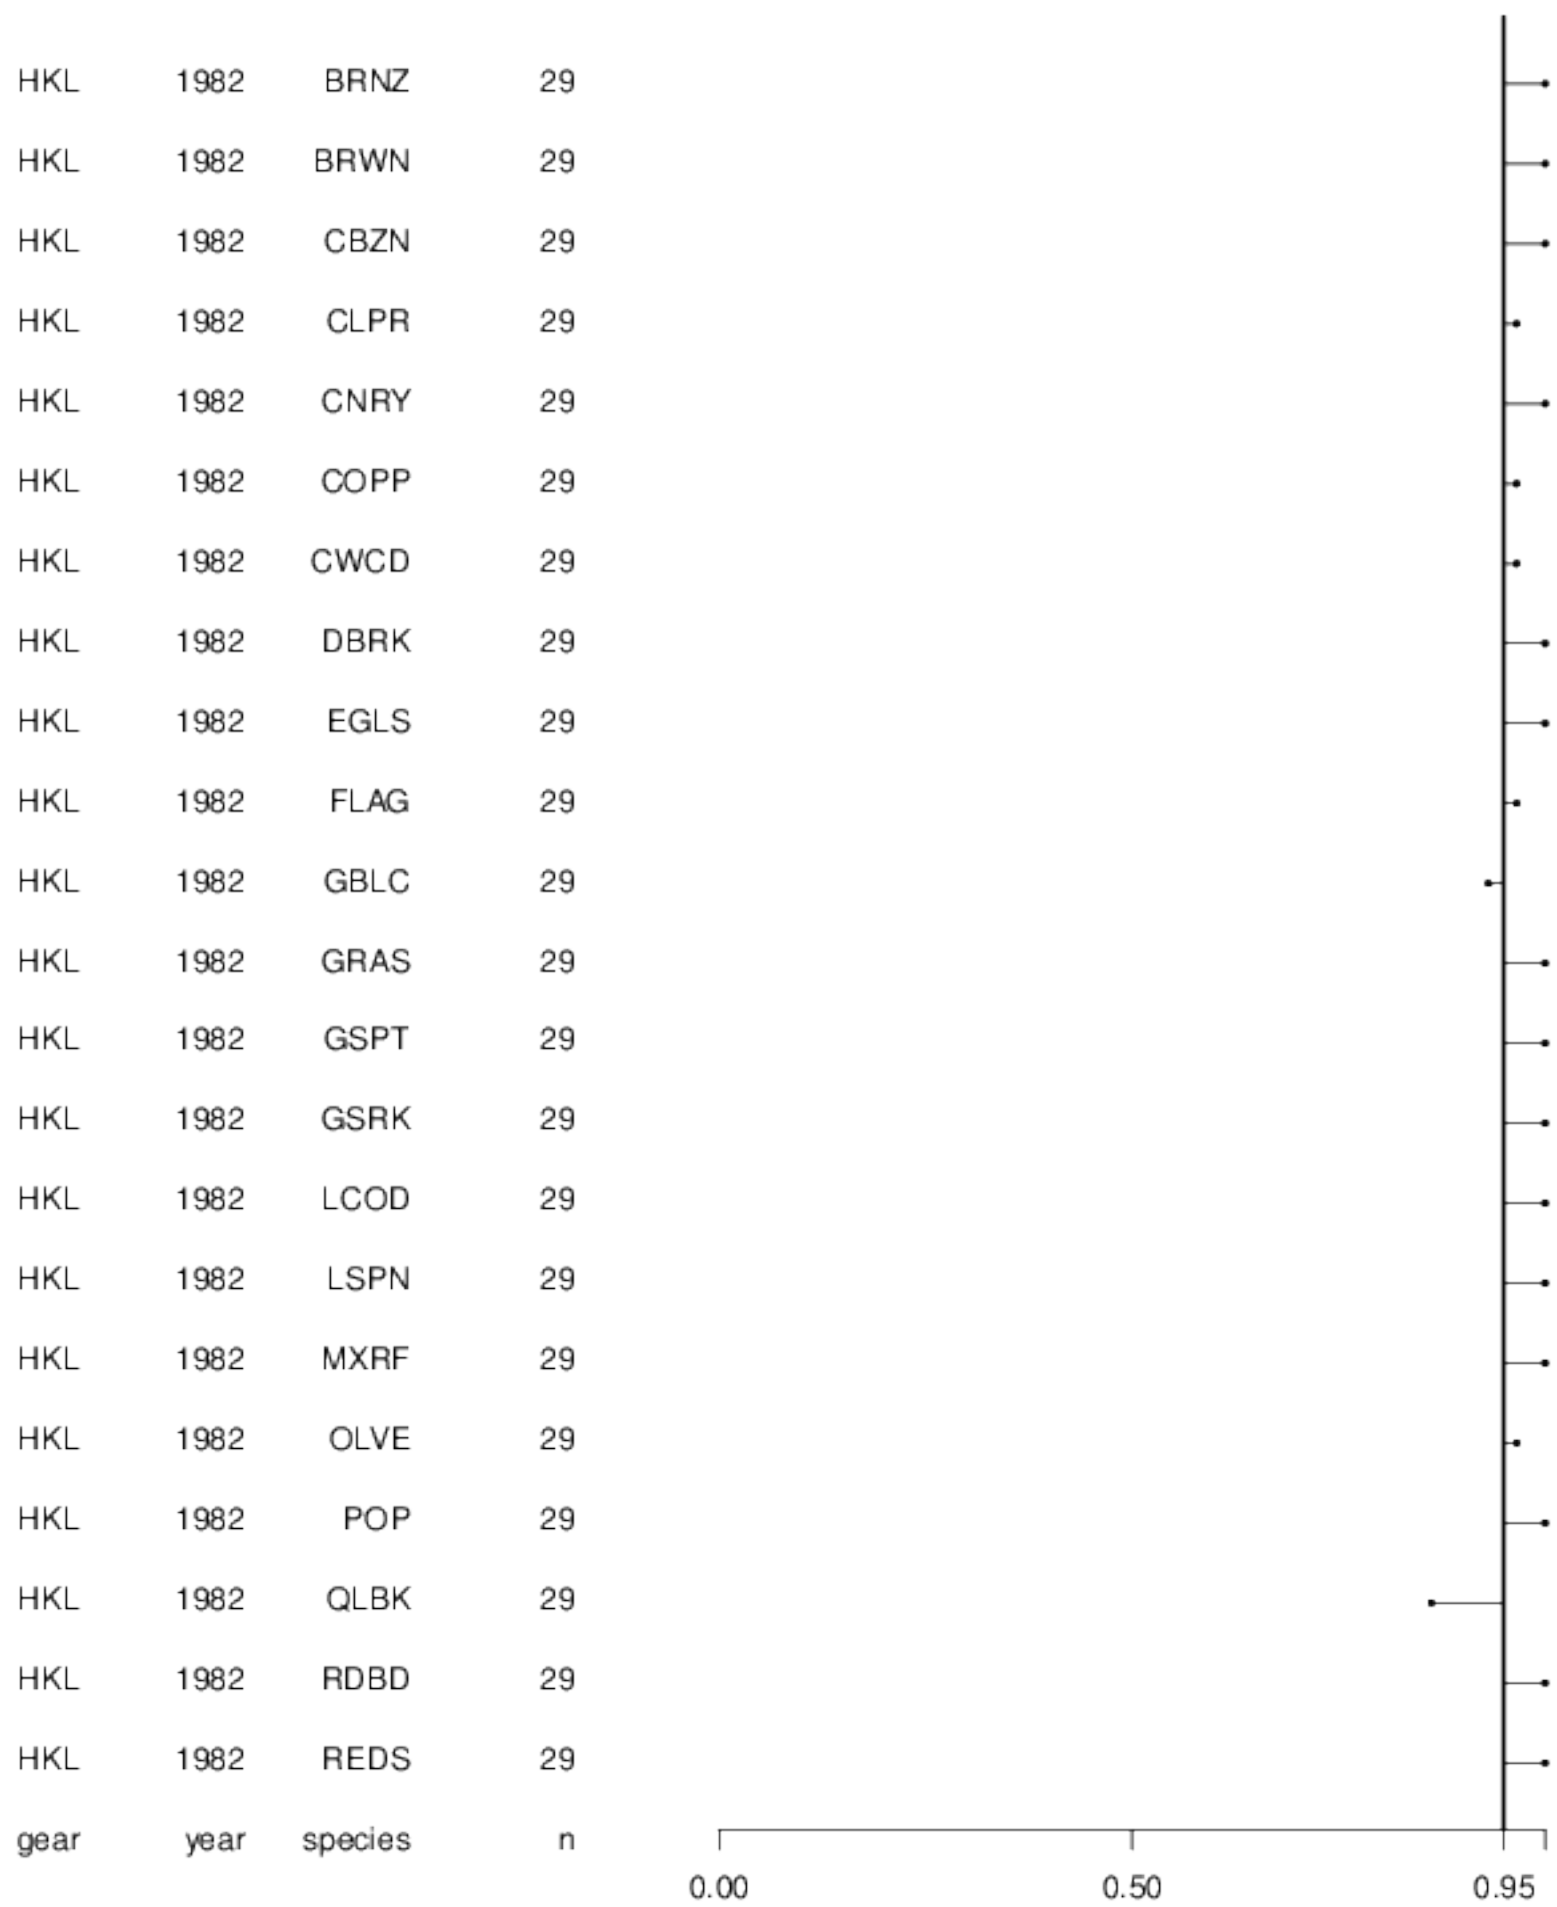 HKL 1982 BRNZ 29
HKL 1982 BRWN 29
HKL 1982 CBZN 29
HKL 1982 CLPR 29
HKL 1982 CNRY 29
HKL 1982 COPP 29
HKL 1982 CWCD 29
HKL 1982 DBRK 29
HKL 1982 EGLS 29
HKL 1982 FLAG 29
HKL 1982 GBLC 29
HKL 1982 GRAS 29
HKL 1982 GSPT 29
HKL 1982 GSRK 29
HKL 1982 LCOD 29
HKL 1982 LSPN 29
HKL 1982 MXRF 29
HKL 1982 OLVE 29
HKL 1982 POP 29
HKL 1982 QLBK 29
HKL 1982 RDBD 29
HKL 1982 REDS 29
gear year species n
0.00 0.50 0.95